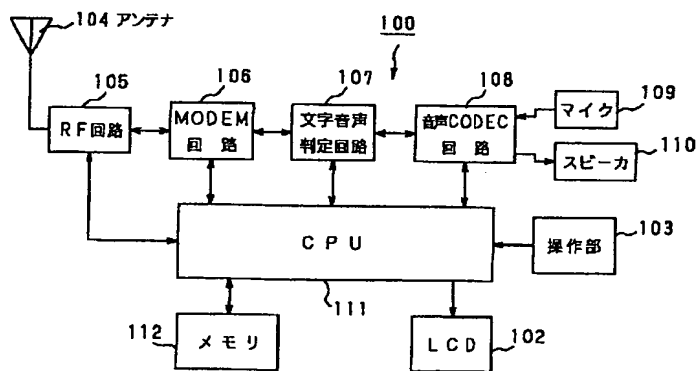 104 アンテナ
100
105
106
107
108
109
RF回路
MODEM
回路
文字音声
判定回路
音声CODEC
回路
マイク
スピーカ
110
CPU
操作部
103
111
112
メモリ
LCD
102